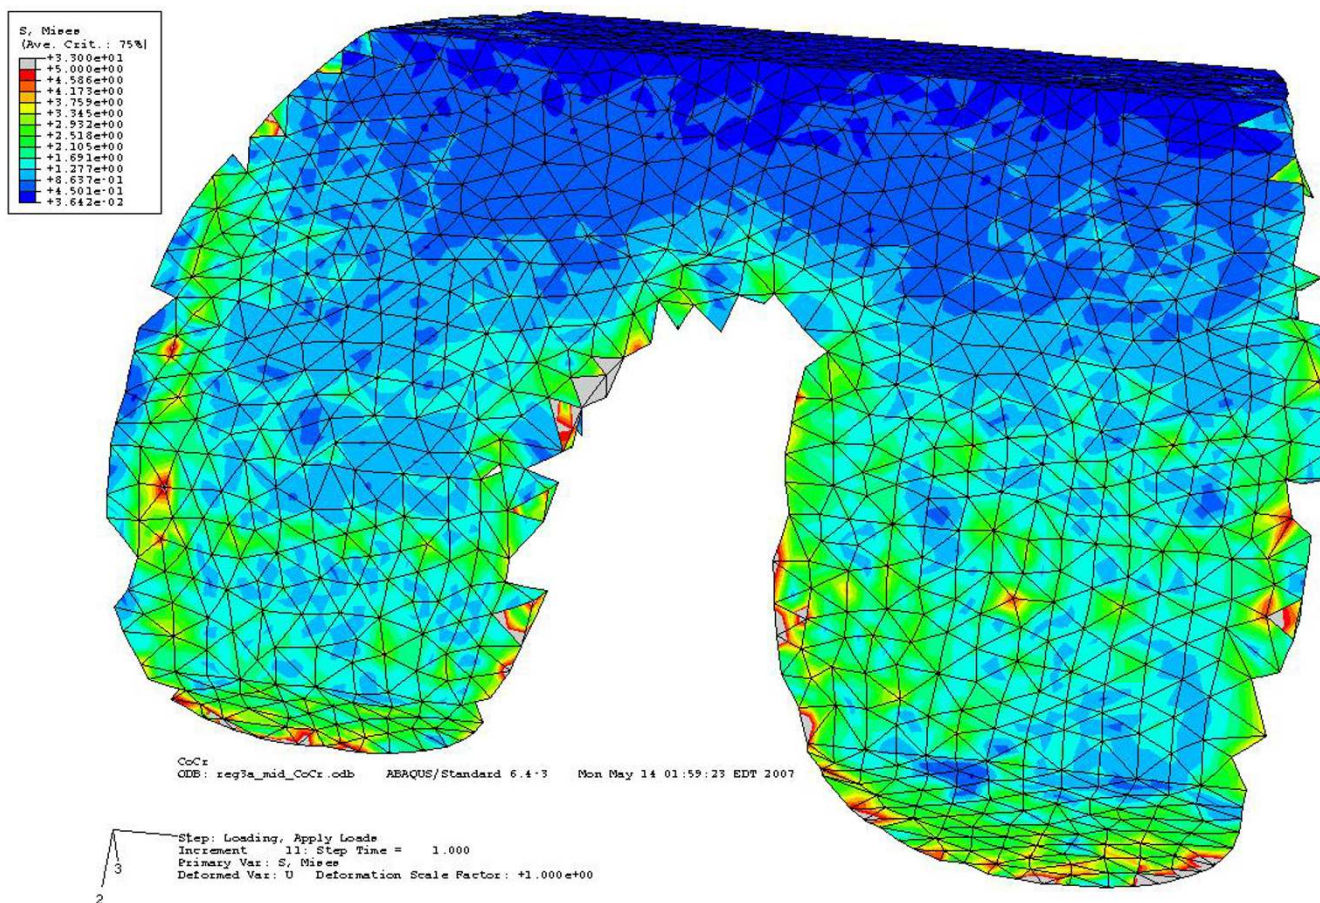 S, Mises
(Ave. Crit.: 75%)
+3.300e+01
+5.000e+00
+4.586e+00
+4.173e+00
+3.759e+00
+3.345e+00
+2.932e+00
+2.518e+00
+2.105e+00
+1.691e+00
+1.277e+00
+8.637e-01
+4.501e-01
+3.642e-02
CoCr
ODB: reg3a_mid_CoCr.odb ABAQUS/Standard 6.4-3 Mon May 14 01:59:23 EDT 2007
Step: Loading, Apply Loads
Increment 11: Step Time = 1.000
Primary Var: S, Mises
Deformed Var: U Deformation Scale Factor: +1.000e+00
3
2